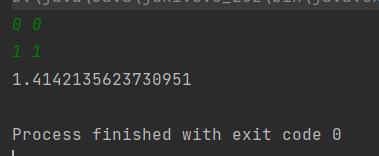 0 0
1 1
1.4142135623730951
Process finished with exit code 0